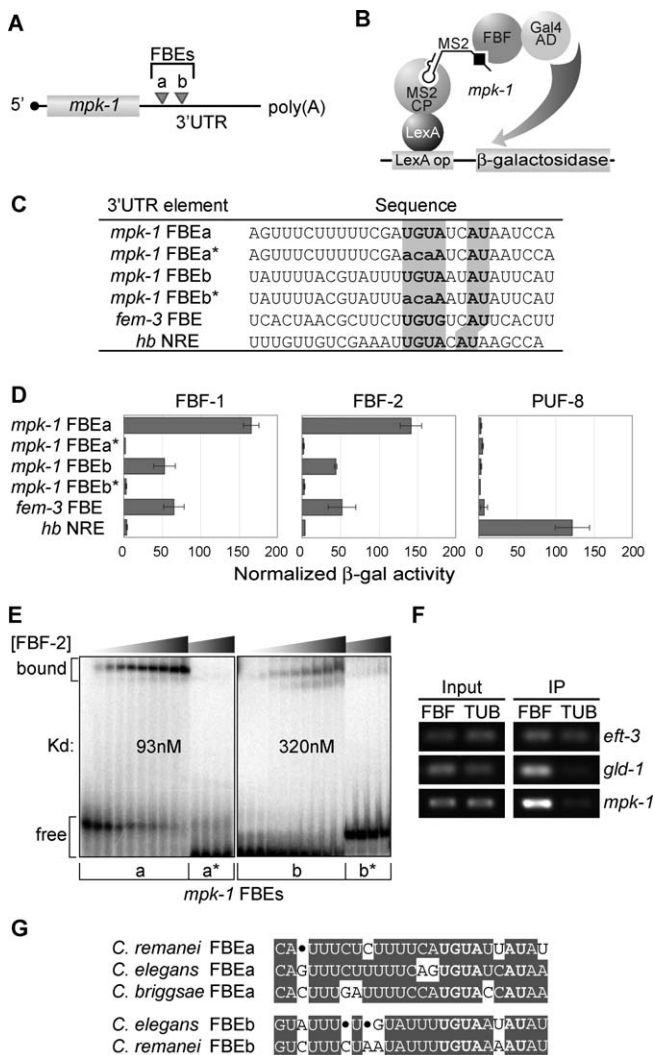 A
FBEs
a b
5' mpk-1 3'UTR poly(A)
B
MS2 FBF Gal4 AD
MS2 CP mpk-1
LexA
LexA op β-galactosidase
C
3'UTR element Sequence
mpk-1 FBEa AGUUUCUUUUUCGAUGUAUCAUAAUCCA
mpk-1 FBEa* AGUUUCUUUUUCGAacaAUCAUAAUCCA
mpk-1 FBEb UAUUUUACGUAUUUUGUAAUAUAUUCAU
mpk-1 FBEb* UAUUUUACGUAUUUacaAAUAUAUUCAU
fem-3 FBE UCACUAACGCUUCUUGUGUCAUUCACUU
hb NRE UUUGUUGUCGAAAUUGUACAUAAGCCA
D
FBF-1 FBF-2 PUF-8
mpk-1 FBEa
mpk-1 FBEa*
mpk-1 FBEb
mpk-1 FBEb*
fem-3 FBE
hb NRE
0 50 100 150 200 0 50 100 150 200 0 50 100 150 200
Normalized β-gal activity
E
[FBF-2]
bound
Kd: 93nM 320nM
free
a a* b b*
mpk-1 FBEs
F
Input IP
FBF TUB FBF TUB
eft-3
gld-1
mpk-1
G
C. remanei FBEa CA•UUUCUCUUUUCAUGUAUUAUAU
C. elegans FBEa CAGUUUCUUUUUCAGUGUAUCAUAA
C. briggsae FBEa CACUUUGAUUUUCCAUGUACCAUAA
C. elegans FBEb GUAUUU•U•GUAUUUUGUAAUAUAU
C. remanei FBEb GUCUUUCUAAUAUUUUGUAAAAUAU